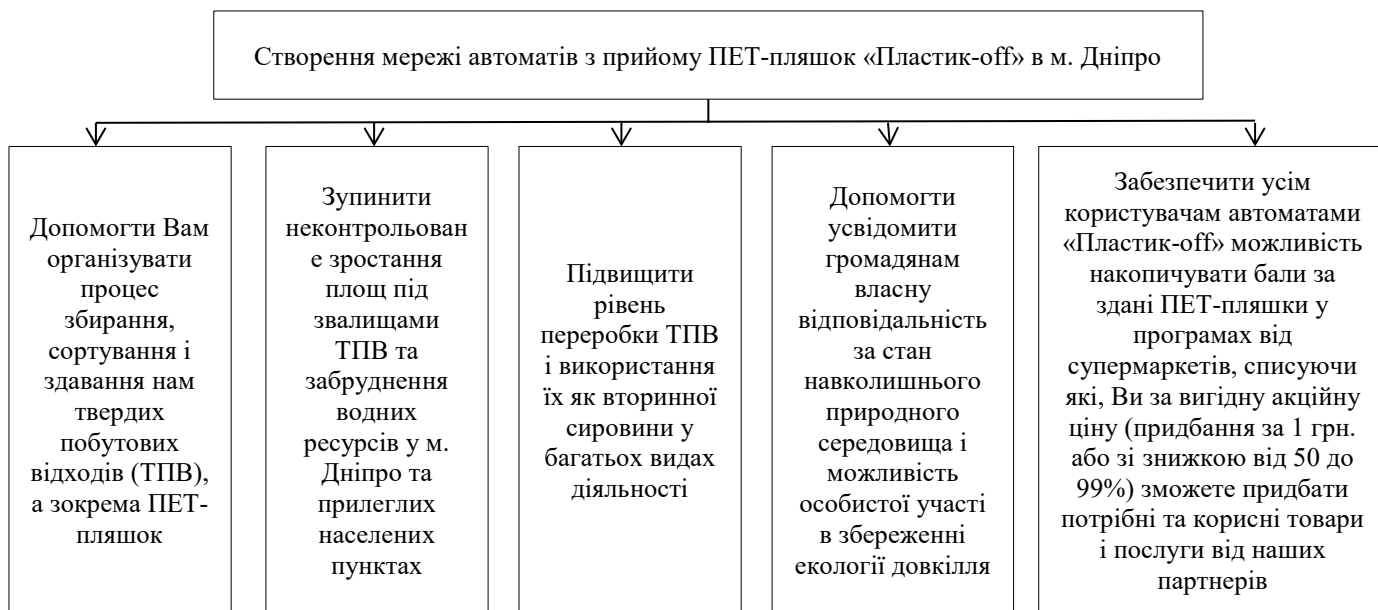 Створення мережі автоматів з прийому ПЕТ-пляшок «Пластик-off» в м. Дніпро
Допомогти Вам
організувати
процес
збирання,
сортування і
здавання нам
твердих
побутових
відходів (ТПВ),
а зокрема ПЕТ-
пляшок
Зупинити
неконтрольован
е зростання
площ під
звалищами
ТПВ та
забруднення
водних
ресурсів у м.
Дніпро та
прилеглих
населених
пунктах
Підвищити
рівень
переробки ТПВ
і використання
їх як вторинної
сировини у
багатьох видах
діяльності
Допомогти
усвідомити
громадянам
власну
відповідальність
за стан
навколишнього
природного
середовища і
можливість
особистої участі
в збереженні
екології довкілля
Забезпечити усім
користувачам автоматами
«Пластик-off» можливість
накопичувати бали за
здані ПЕТ-пляшки у
програмах від
супермаркетів, списуючи
які, Ви за вигідну акційну
ціну (придбання за 1 грн.
або зі знижкою від 50 до
99%) зможете придбати
потрібні та корисні товари
і послуги від наших
партнерів